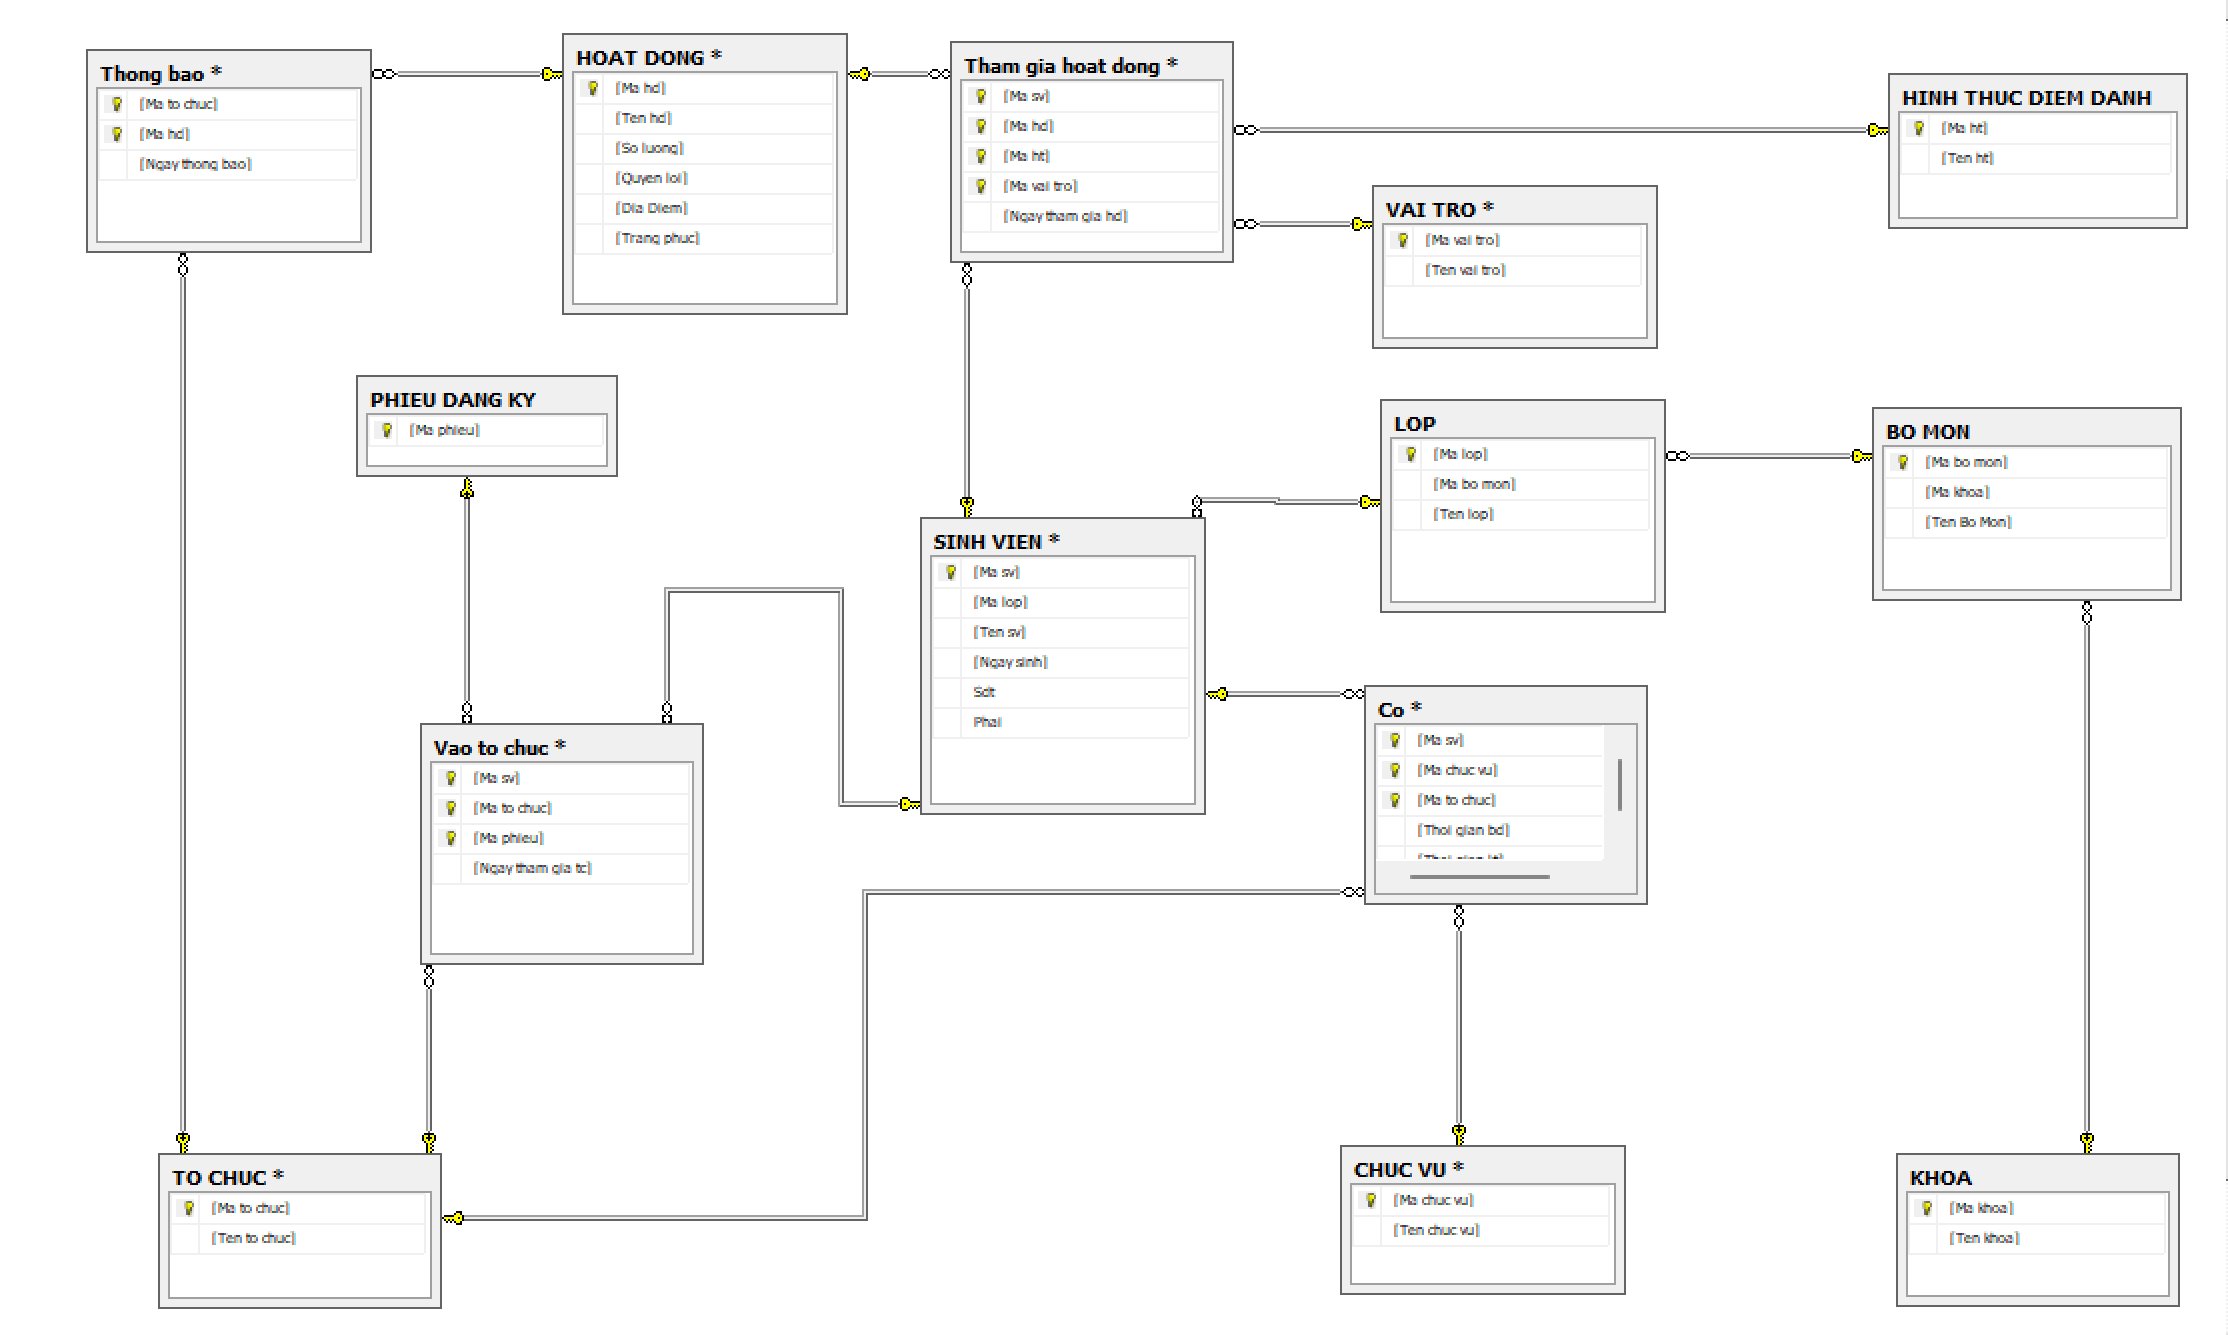 Thong bao *
[Ma to chuc]
[Ma hd]
[Ngay thong bao]
HOAT DONG *
[Ma hd]
[Ten hd]
[So luong]
[Quyen loi]
[Dia Diem]
[Trang phuc]
Tham gia hoat dong *
[Ma sv]
[Ma hd]
[Ma ht]
[Ma vai tro]
[Ngay tham gia hd]
HINH THUC DIEM DANH
[Ma ht]
[Ten ht]
VAI TRO *
[Ma vai tro]
[Ten vai tro]
PHIEU DANG KY
[Ma phieu]
LOP
[Ma lop]
[Ma bo mon]
[Ten lop]
BO MON
[Ma bo mon]
[Ma khoa]
[Ten Bo Mon]
SINH VIEN *
[Ma sv]
[Ma lop]
[Ten sv]
[Ngay sinh]
Sdt
Phai
Vao to chuc *
[Ma sv]
[Ma to chuc]
[Ma phieu]
[Ngay tham gia tc]
Co *
[Ma sv]
[Ma chuc vu]
[Ma to chuc]
[Thoi gian bd]
[Thoi gian kt]
TO CHUC *
[Ma to chuc]
[Ten to chuc]
CHUC VU *
[Ma chuc vu]
[Ten chuc vu]
KHOA
[Ma khoa]
[Ten khoa]